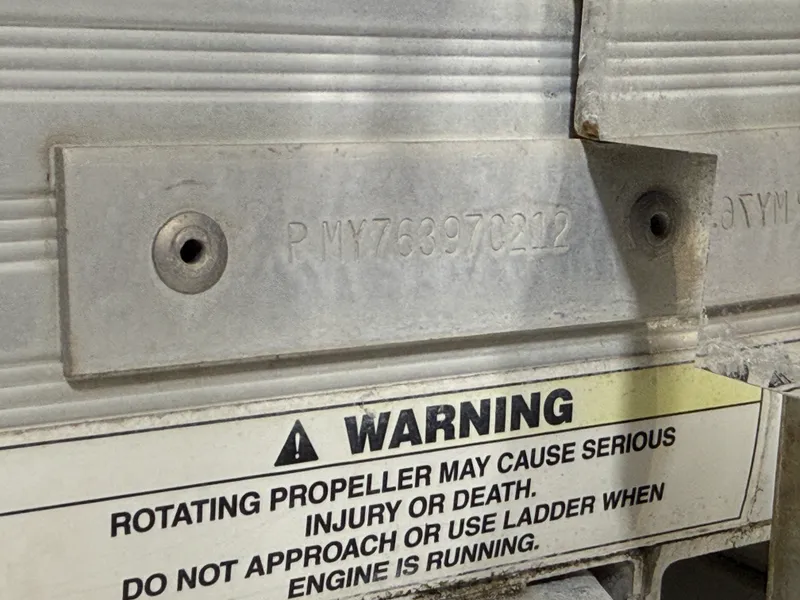 PMY76397C212
WARNING
ROTATING PROPELLER MAY CAUSE SERIOUS
INJURY OR DEATH.
DO NOT APPROACH OR USE LADDER WHEN
ENGINE IS RUNNING.